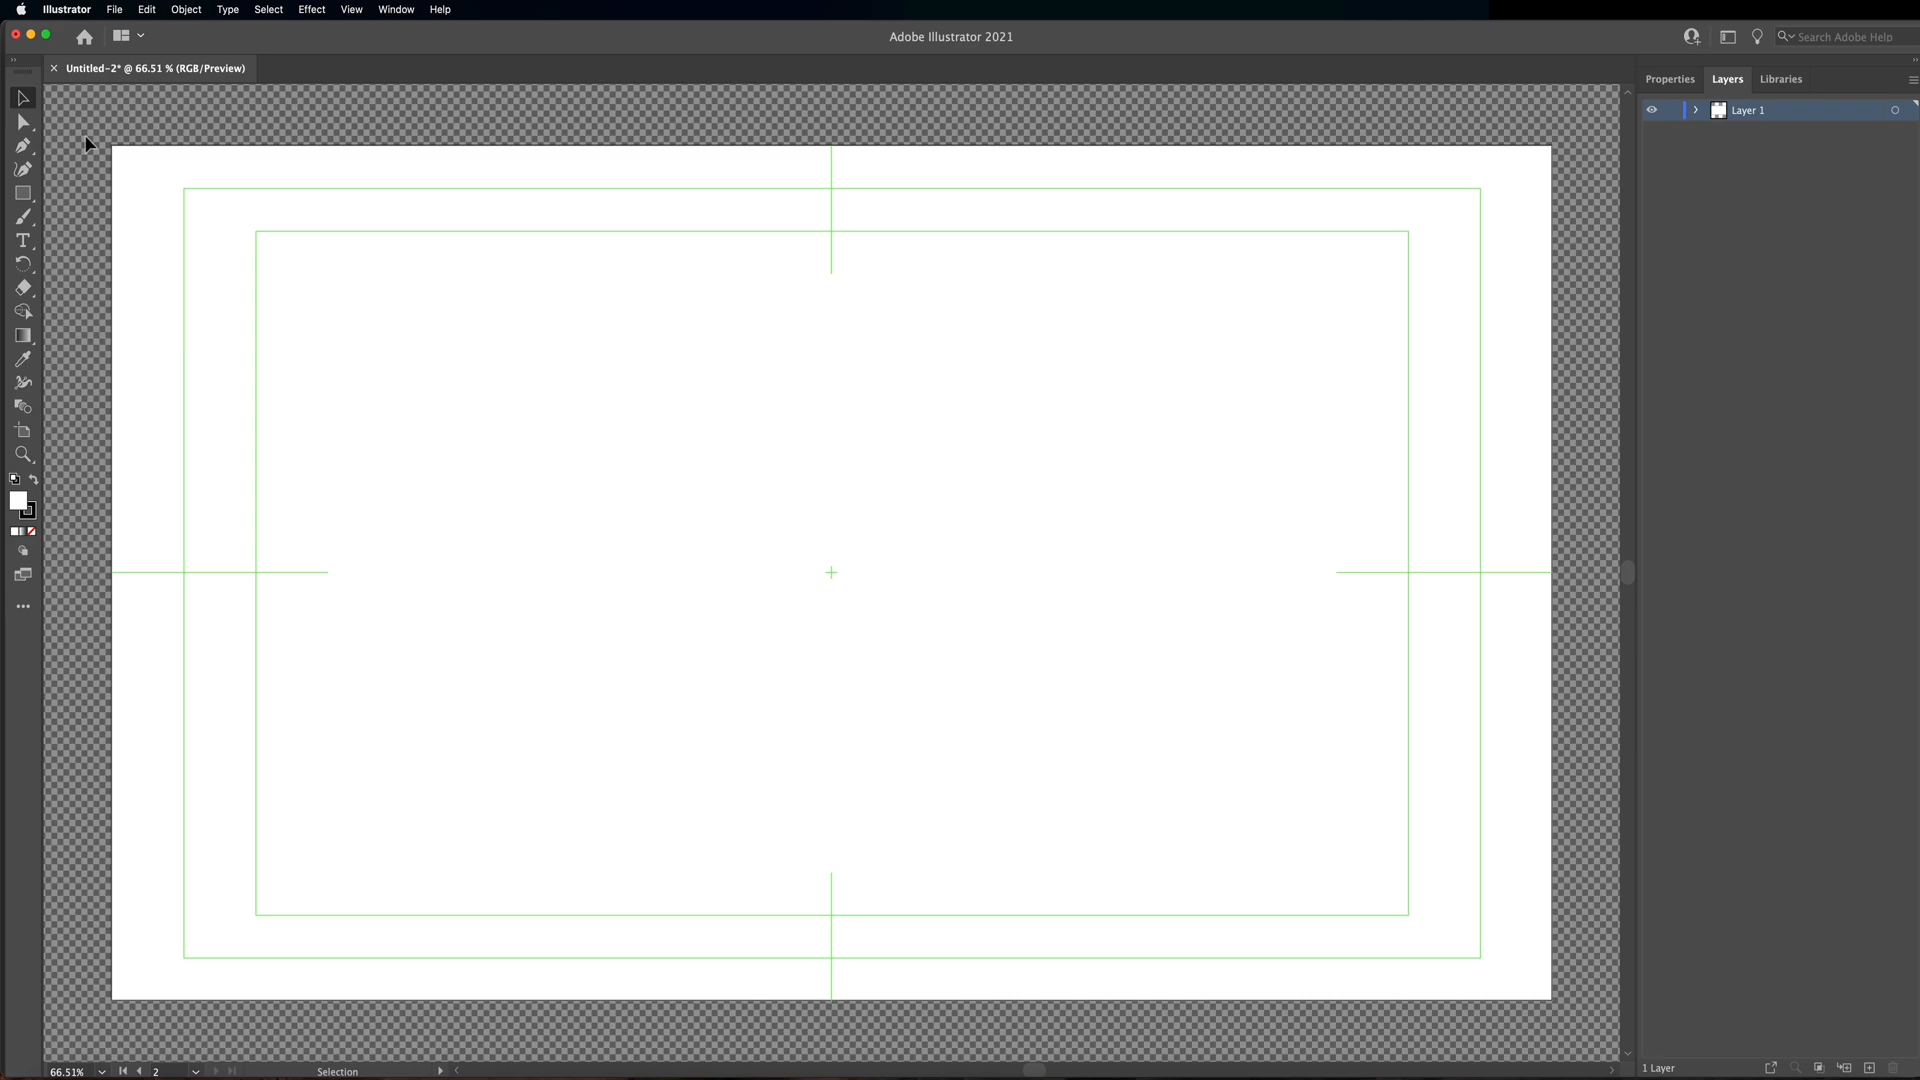 Illustrator File Edit Object Type Select Effect View Window Help
Adobe Illustrator 2021
Search Adobe Help
Untitled-2* @ 66.51 % (RGB/Preview)
Properties Layers Libraries
Layer 1
66.51% 2 Selection
1 Layer